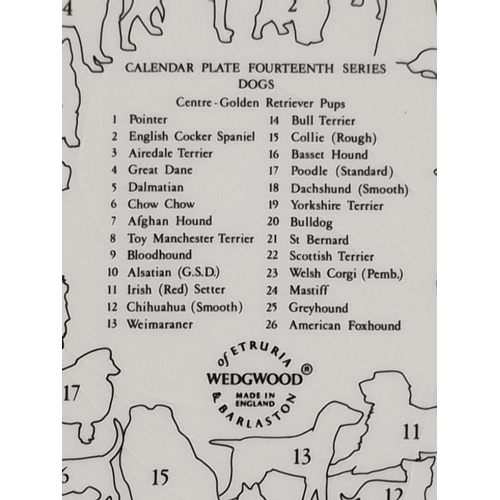 4
CALENDAR PLATE FOURTEENTH SERIES
DOGS
Centre-Golden Retriever Pups
1 Pointer
2 English Cocker Spaniel
3 Airedale Terrier
4 Great Dane
5 Dalmatian
6 Chow Chow
7 Afghan Hound
8 Toy Manchester Terrier
9 Bloodhound
10 Alsatian (G.S.D.)
11 Irish (Red) Setter
12 Chihuahua (Smooth)
13 Weimaraner
14 Bull Terrier
15 Collie (Rough)
16 Basset Hound
17 Poodle (Standard)
18 Dachshund (Smooth)
19 Yorkshire Terrier
20 Bulldog
21 St Bernard
22 Scottish Terrier
23 Welsh Corgi (Pemb.)
24 Mastiff
25 Greyhound
26 American Foxhound
of ETRURIA
WEDGWOOD®
MADE IN
ENGLAND
& BARLASTON
17
11
13
15
12